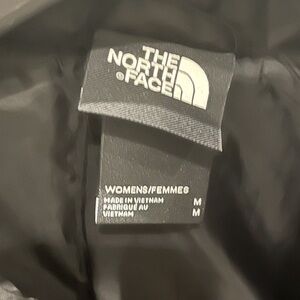 THE
NORTH
FACE
WOMENS/FEMMES
MADE IN VIETNAM M
FABRIQUÉ AU M
VIETNAM